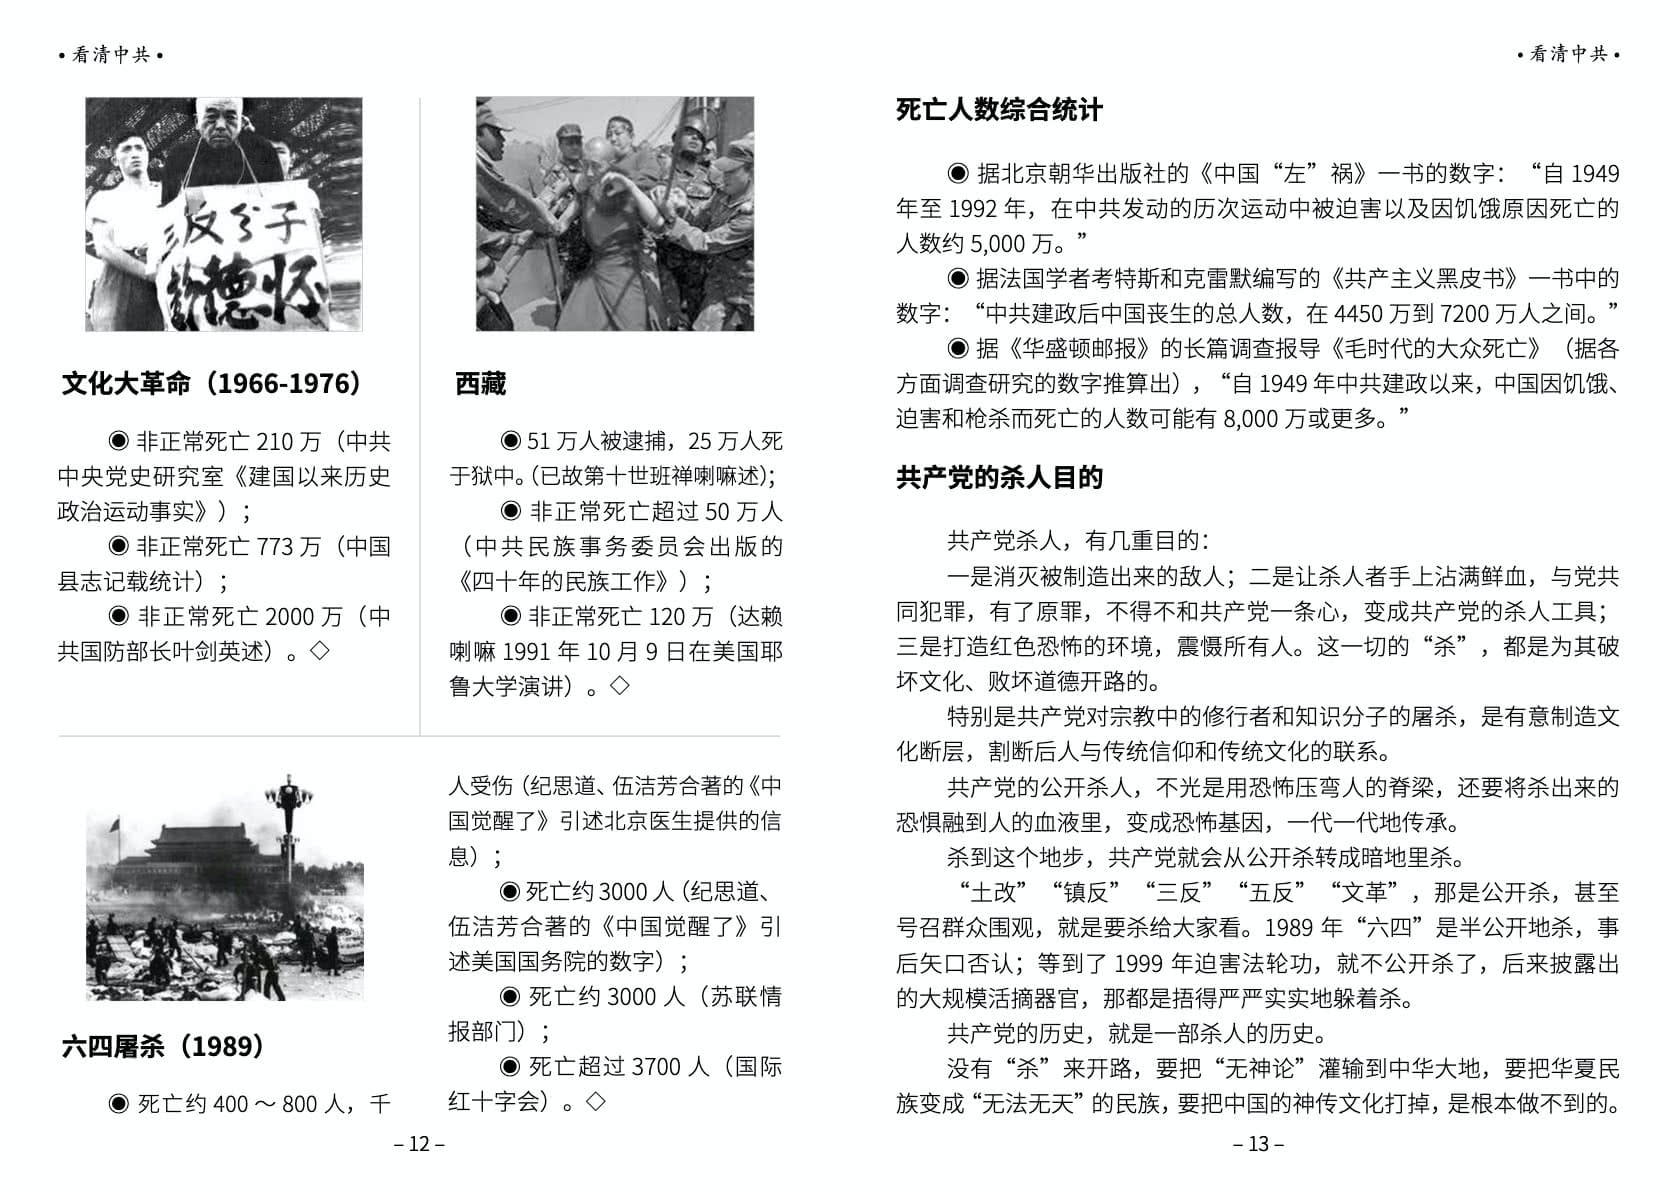 • 看清中共 •
反分子
德怀
文化大革命（1966-1976）
◉ 非正常死亡 210 万（中共
中央党史研究室《建国以来历史
政治运动事实》）；
◉ 非正常死亡 773 万（中国
县志记载统计）；
◉ 非正常死亡 2000 万（中
共国防部长叶剑英述）。◇
西藏
◉ 51 万人被逮捕，25 万人死
于狱中。（已故第十世班禅喇嘛述）；
◉ 非正常死亡超过 50 万人
（中共民族事务委员会出版的
《四十年的民族工作》）；
◉ 非正常死亡 120 万（达赖
喇嘛 1991 年 10 月 9 日在美国耶
鲁大学演讲）。◇
六四屠杀（1989）
◉ 死亡约 400 ～ 800 人，千
人受伤（纪思道、伍洁芳合著的《中
国觉醒了》引述北京医生提供的信
息）；
◉ 死亡约 3000 人（纪思道、
伍洁芳合著的《中国觉醒了》引
述美国国务院的数字）；
◉ 死亡约 3000 人（苏联情
报部门）；
◉ 死亡超过 3700 人（国际
红十字会）。◇
– 12 –
• 看清中共 •
死亡人数综合统计
◉ 据北京朝华出版社的《中国“左”祸》一书的数字：“自 1949
年至 1992 年，在中共发动的历次运动中被迫害以及因饥饿原因死亡的
人数约 5,000 万。”
◉ 据法国学者考特斯和克雷默编写的《共产主义黑皮书》一书中的
数字：“中共建政后中国丧生的总人数，在 4450 万到 7200 万人之间。”
◉ 据《华盛顿邮报》的长篇调查报导《毛时代的大众死亡》（据各
方面调查研究的数字推算出），“自 1949 年中共建政以来，中国因饥饿、
迫害和枪杀而死亡的人数可能有 8,000 万或更多。”
共产党的杀人目的
共产党杀人，有几重目的：
一是消灭被制造出来的敌人；二是让杀人者手上沾满鲜血，与党共
同犯罪，有了原罪，不得不和共产党一条心，变成共产党的杀人工具；
三是打造红色恐怖的环境，震慑所有人。这一切的“杀”，都是为其破
坏文化、败坏道德开路的。
特别是共产党对宗教中的修行者和知识分子的屠杀，是有意制造文
化断层，割断后人与传统信仰和传统文化的联系。
共产党的公开杀人，不光是用恐怖压弯人的脊梁，还要将杀出来的
恐惧融到人的血液里，变成恐怖基因，一代一代地传承。
杀到这个地步，共产党就会从公开杀转成暗地里杀。
“土改”“镇反”“三反”“五反”“文革”，那是公开杀，甚至
号召群众围观，就是要杀给大家看。1989 年“六四”是半公开地杀，事
后矢口否认；等到了 1999 年迫害法轮功，就不公开杀了，后来披露出
的大规模活摘器官，那都是捂得严严实实地躲着杀。
共产党的历史，就是一部杀人的历史。
没有“杀”来开路，要把“无神论”灌输到中华大地，要把华夏民
族变成“无法无天”的民族，要把中国的神传文化打掉，是根本做不到的。
– 13 –